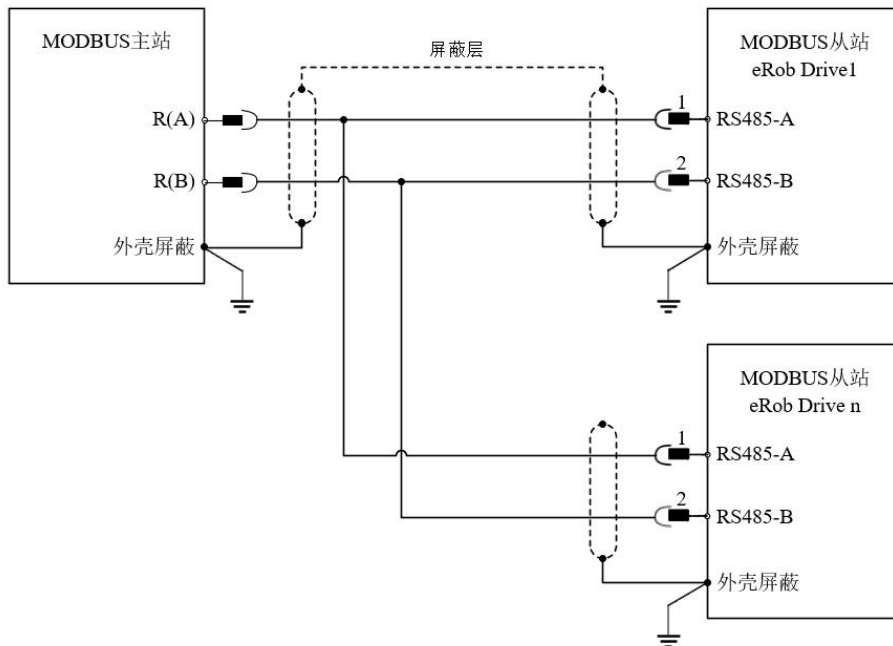 MODBUS主站
R(A)
R(B)
外壳屏蔽
屏蔽层
MODBUS从站
eRob Drive1
1
RS485-A
2
RS485-B
外壳屏蔽
MODBUS从站
eRob Drive n
1
RS485-A
2
RS485-B
外壳屏蔽